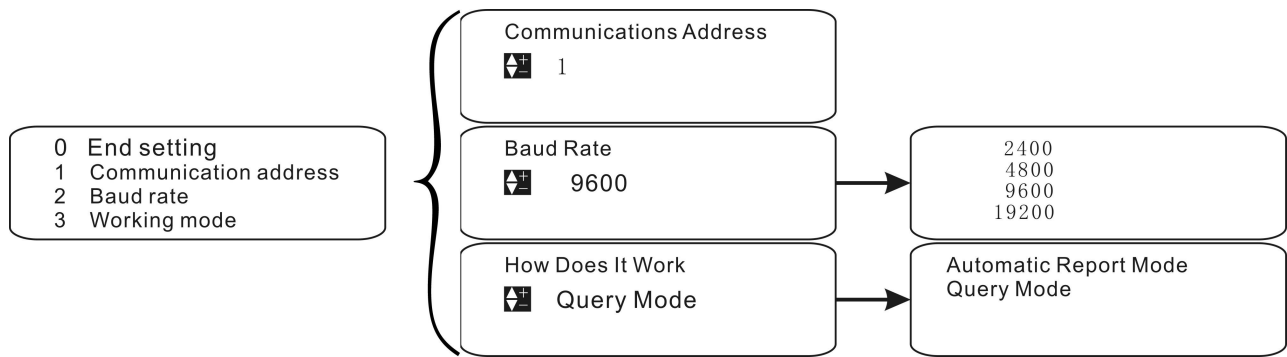 0 End setting
1 Communication address
2 Baud rate
3 Working mode
Communications Address
1
Baud Rate
9600
How Does It Work
Query Mode
2400
4800
9600
19200
Automatic Report Mode
Query Mode